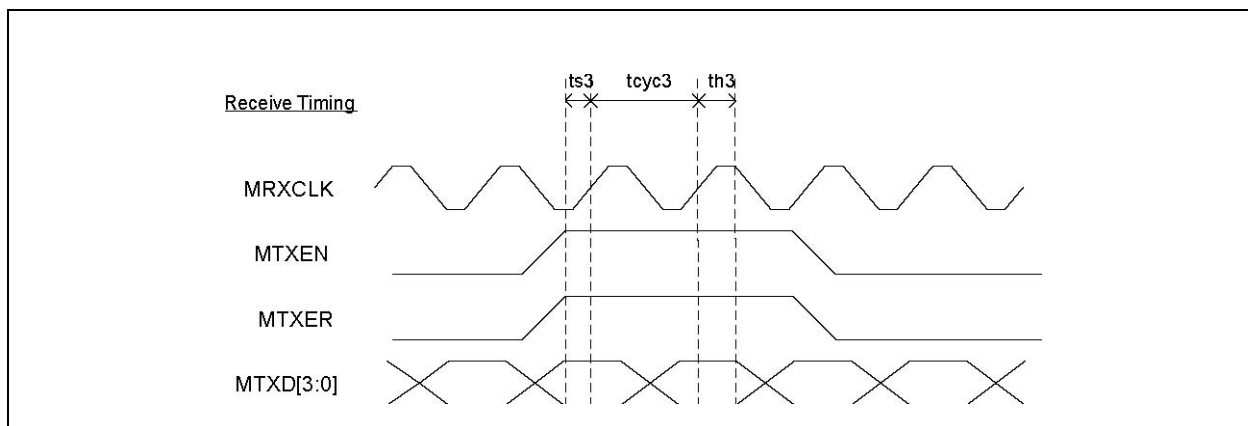 ts3 tcyc3 th3
Receive Timing
MRXCLK
MTXEN
MTXER
MTXD[3:0]